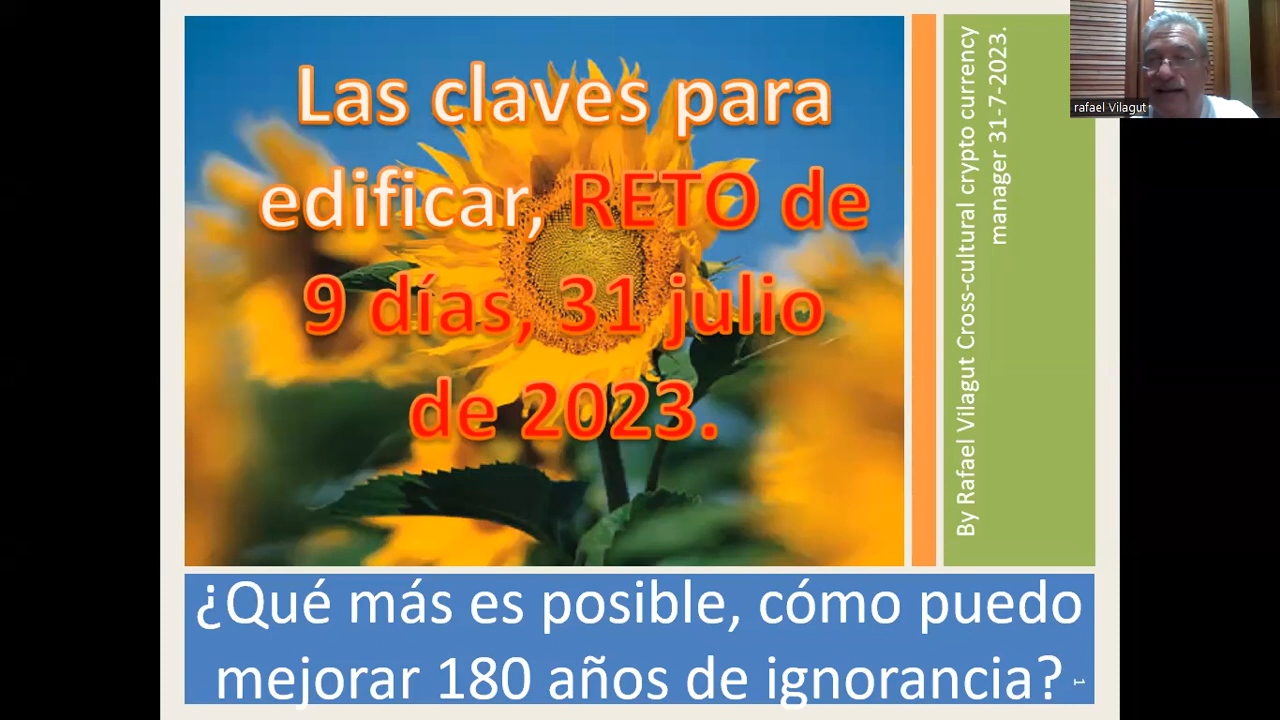 Las claves para
edificar, RETO de
9 días, 31 julio
de 2023.
By Rafael Vilagut Cross-cultural crypto currency
manager 31-7-2023.
rafael Vilagut
¿Qué más es posible, cómo puedo
mejorar 180 años de ignorancia?
1